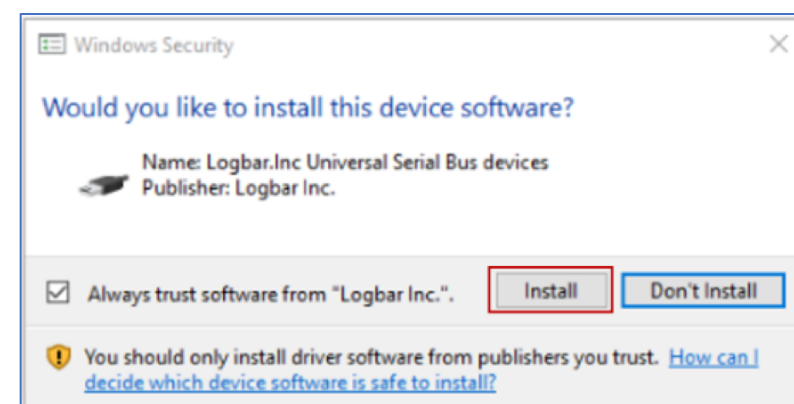 Windows Security
Would you like to install this device software?
Name: Logbar.Inc Universal Serial Bus devices
Publisher: Logbar Inc.
Always trust software from "Logbar Inc.".
Install
Don't Install
You should only install driver software from publishers you trust. How can I
decide which device software is safe to install?